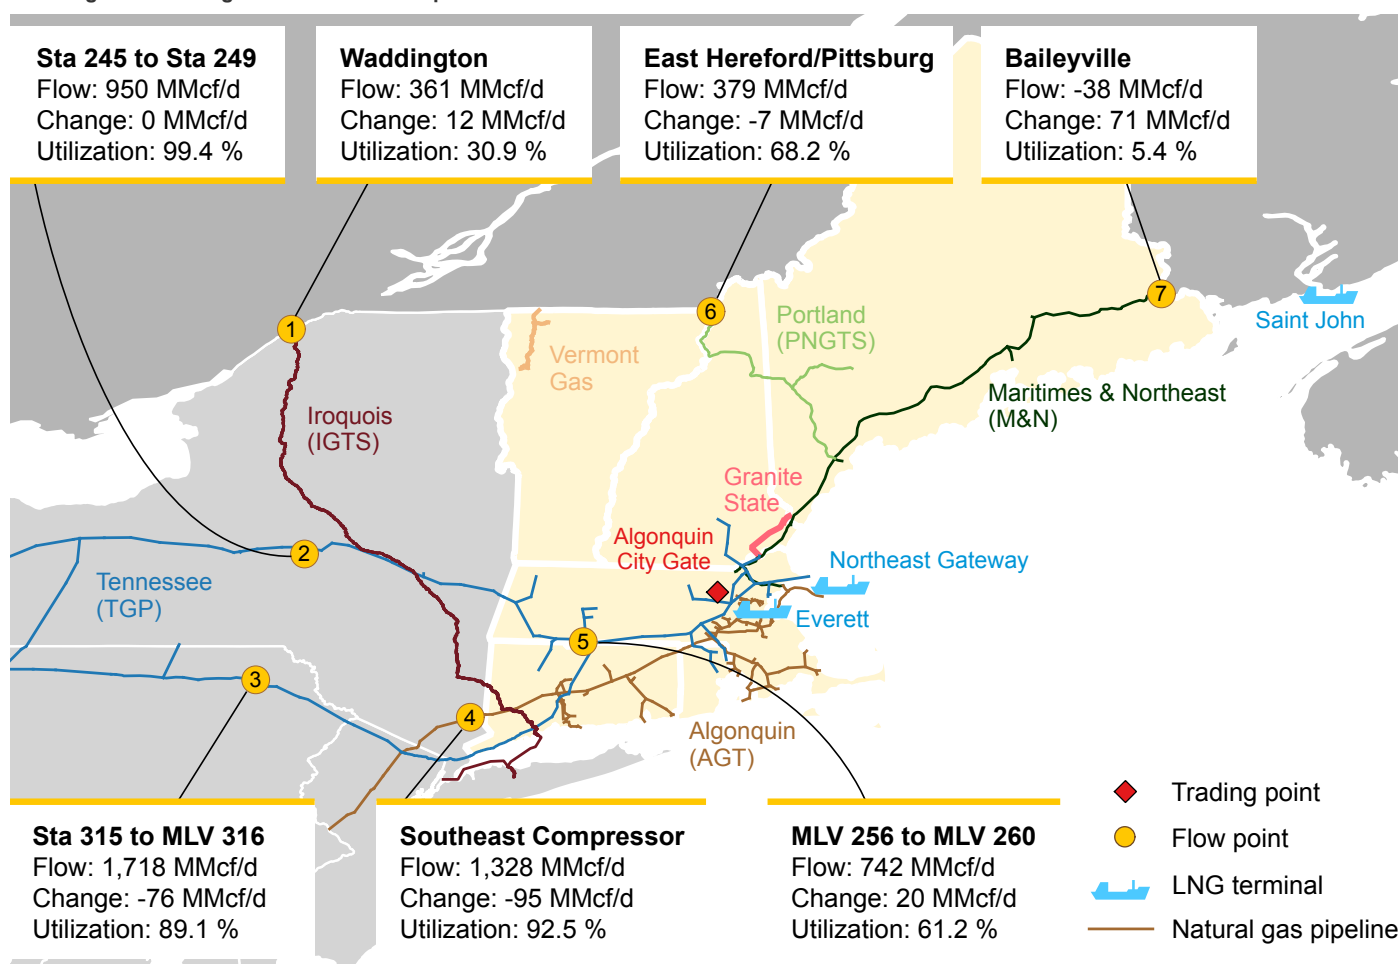 Sta 245 to Sta 249
Flow: 950 MMcf/d
Change: 0 MMcf/d
Utilization: 99.4 %
Waddington
Flow: 361 MMcf/d
Change: 12 MMcf/d
Utilization: 30.9 %
East Hereford/Pittsburg
Flow: 379 MMcf/d
Change: -7 MMcf/d
Utilization: 68.2 %
Baileyville
Flow: -38 MMcf/d
Change: 71 MMcf/d
Utilization: 5.4 %
1
6
7
Saint John
Portland
(PNGTS)
Vermont
Gas
Maritimes & Northeast
(M&N)
Iroquois
(IGTS)
Granite
State
Algonquin
City Gate
2
Northeast Gateway
Tennessee
(TGP)
Everett
5
3
4
Algonquin
(AGT)
Trading point
Flow point
LNG terminal
Natural gas pipeline
Sta 315 to MLV 316
Flow: 1,718 MMcf/d
Change: -76 MMcf/d
Utilization: 89.1 %
Southeast Compressor
Flow: 1,328 MMcf/d
Change: -95 MMcf/d
Utilization: 92.5 %
MLV 256 to MLV 260
Flow: 742 MMcf/d
Change: 20 MMcf/d
Utilization: 61.2 %